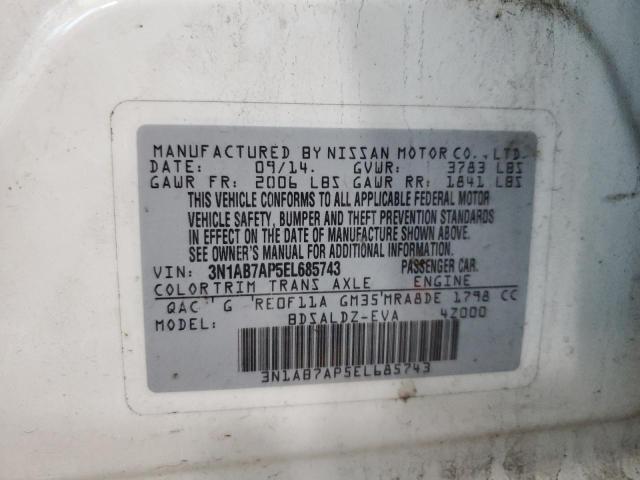 MANUFACTURED BY NISSAN MOTOR CO., LTD.
DATE: 09/14. GVWR: 3783 LBS
GAWR FR: 2006 LBS GAWR RR: 1841 LBS
THIS VEHICLE CONFORMS TO ALL APPLICABLE FEDERAL MOTOR
VEHICLE SAFETY, BUMPER AND THEFT PREVENTION STANDARDS
IN EFFECT ON THE DATE OF MANUFACTURE SHOWN ABOVE.
SEE OWNER'S MANUAL FOR ADDITIONAL INFORMATION.
VIN: 3N1AB7AP5EL685743 PASSENGER CAR.
COLOR TRIM TRANS AXLE ENGINE
QAC G RE0F11A GM35 MRA8DE 1798 CC
MODEL: BDSALDZ-EVA 4Z000
3N1AB7AP5EL685743